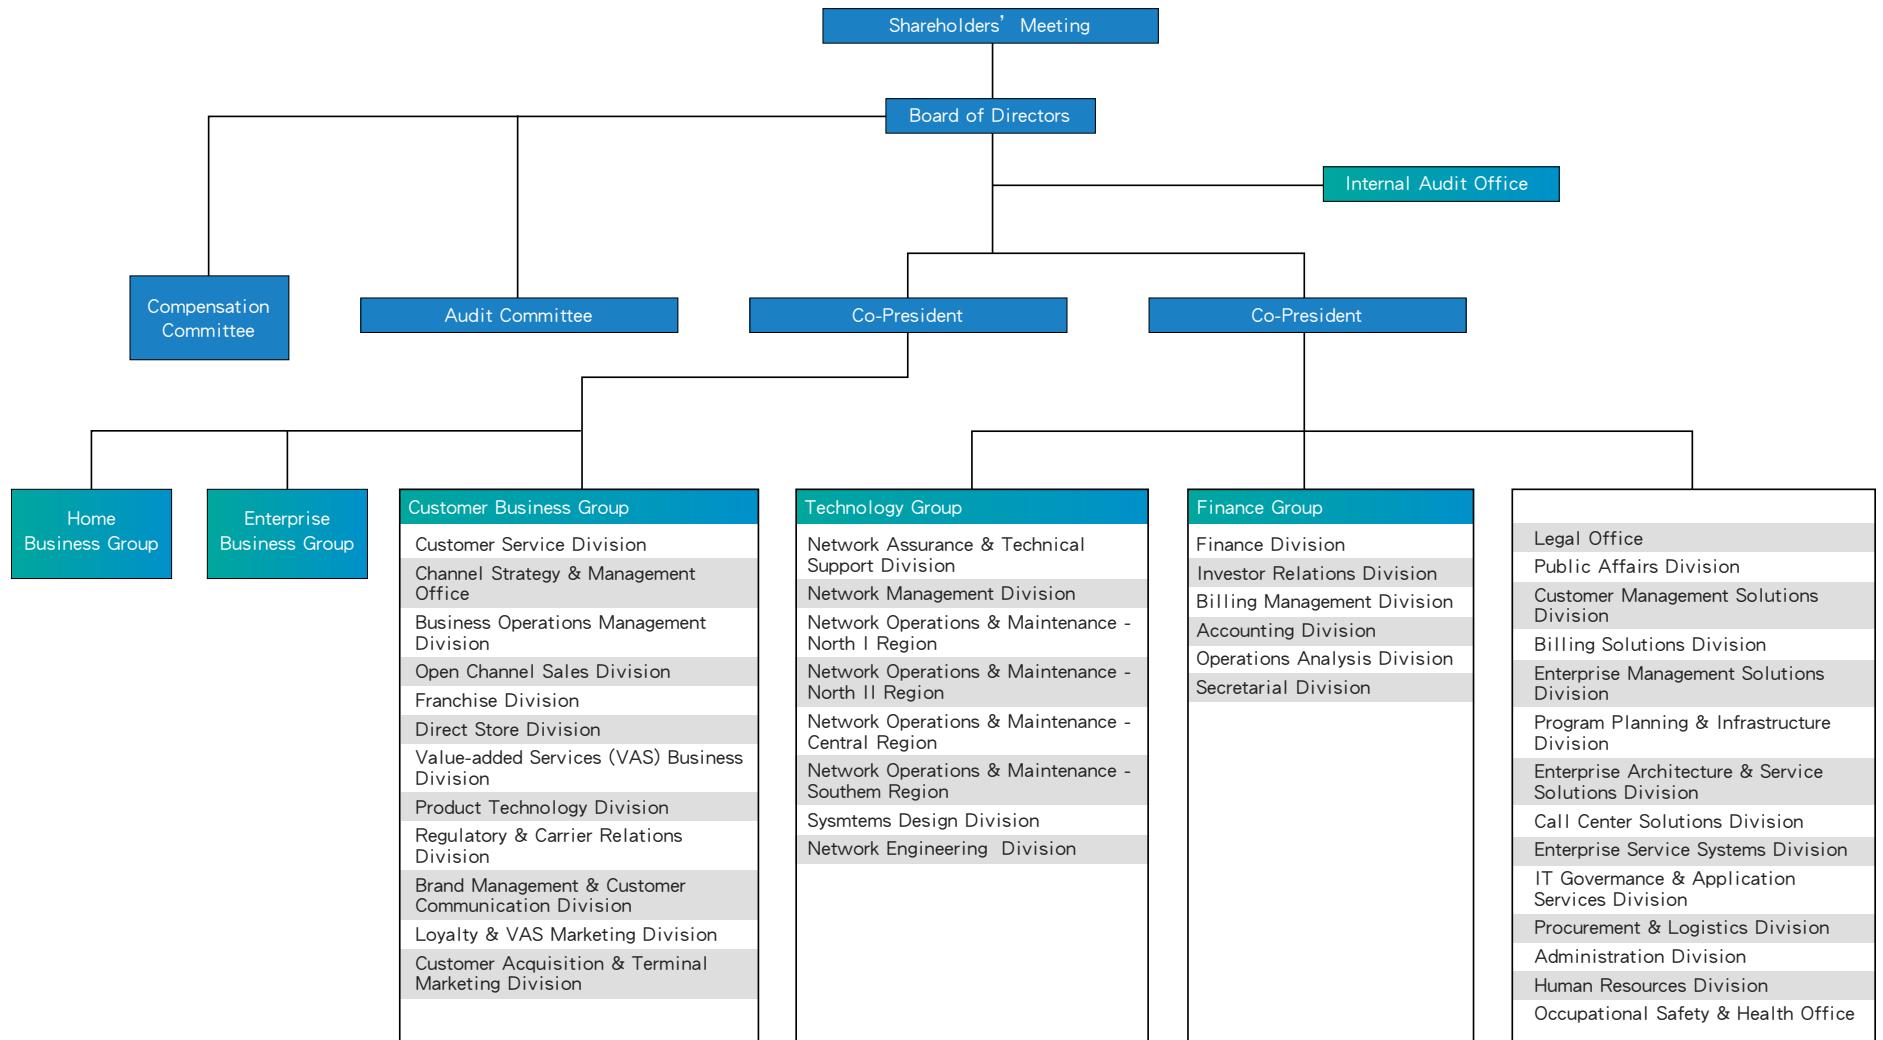 Shareholders’ Meeting
Board of Directors
Internal Audit Office
Compensation
Committee
Audit Committee
Co-President
Co-President
Home
Business Group
Enterprise
Business Group
Customer Business Group
Customer Service Division
Channel Strategy & Management
Office
Business Operations Management
Division
Open Channel Sales Division
Franchise Division
Direct Store Division
Value-added Services (VAS) Business
Division
Product Technology Division
Regulatory & Carrier Relations
Division
Brand Management & Customer
Communication Division
Loyalty & VAS Marketing Division
Customer Acquisition & Terminal
Marketing Division
Technology Group
Network Assurance & Technical
Support Division
Network Management Division
Network Operations & Maintenance -
North I Region
Network Operations & Maintenance -
North II Region
Network Operations & Maintenance -
Central Region
Network Operations & Maintenance -
Southem Region
Sysmtems Design Division
Network Engineering  Division
Finance Group
Finance Division
Investor Relations Division
Billing Management Division
Accounting Division
Operations Analysis Division
Secretarial Division
Legal Office
Public Affairs Division
Customer Management Solutions
Division
Billing Solutions Division
Enterprise Management Solutions
Division
Program Planning & Infrastructure
Division
Enterprise Architecture & Service
Solutions Division
Call Center Solutions Division
Enterprise Service Systems Division
IT Govermance & Application
Services Division
Procurement & Logistics Division
Administration Division
Human Resources Division
Occupational Safety & Health Office